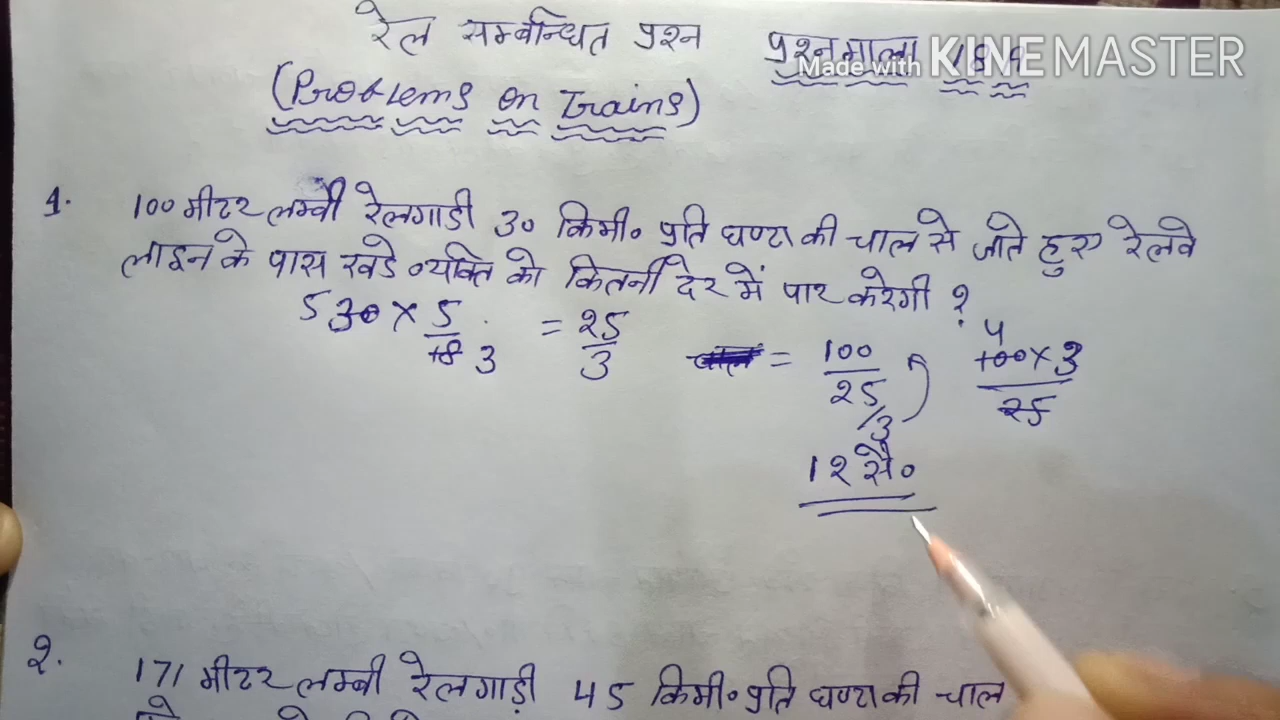 रेल सम्बन्धित प्रश्न प्रश्नमाला 18 A
Made with KINEMASTER
(Problems on Trains)
1. 100 मीटर लम्बी रेलगाडी 30 किमी० प्रति घण्टा की चाल से जाते हुए रेलवे
लाइन के पास खडे व्यक्ति को कितनी देर में पार करेगी ?
5 30 × 5/18 3 = 25/3 = 100/25/3 4 100×3/25
12 सै०
2. 171 मीटर लम्बी रेलगाड़ी 45 किमी० प्रति घण्टा की चाल